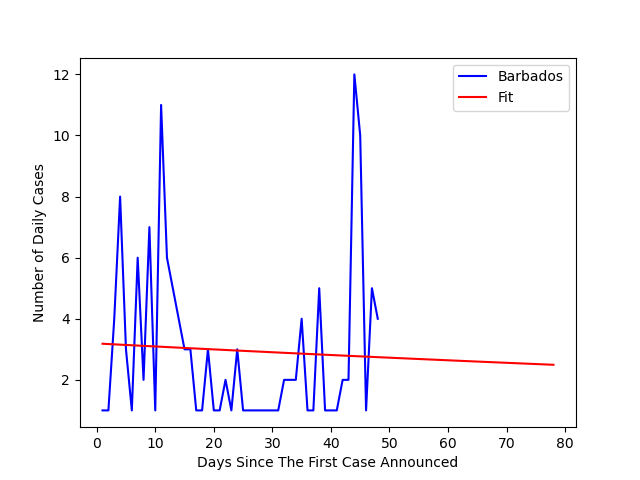 Barbados
Fit
12
10
8
6
4
2
Number of Daily Cases
0 10 20 30 40 50 60 70 80
Days Since The First Case Announced